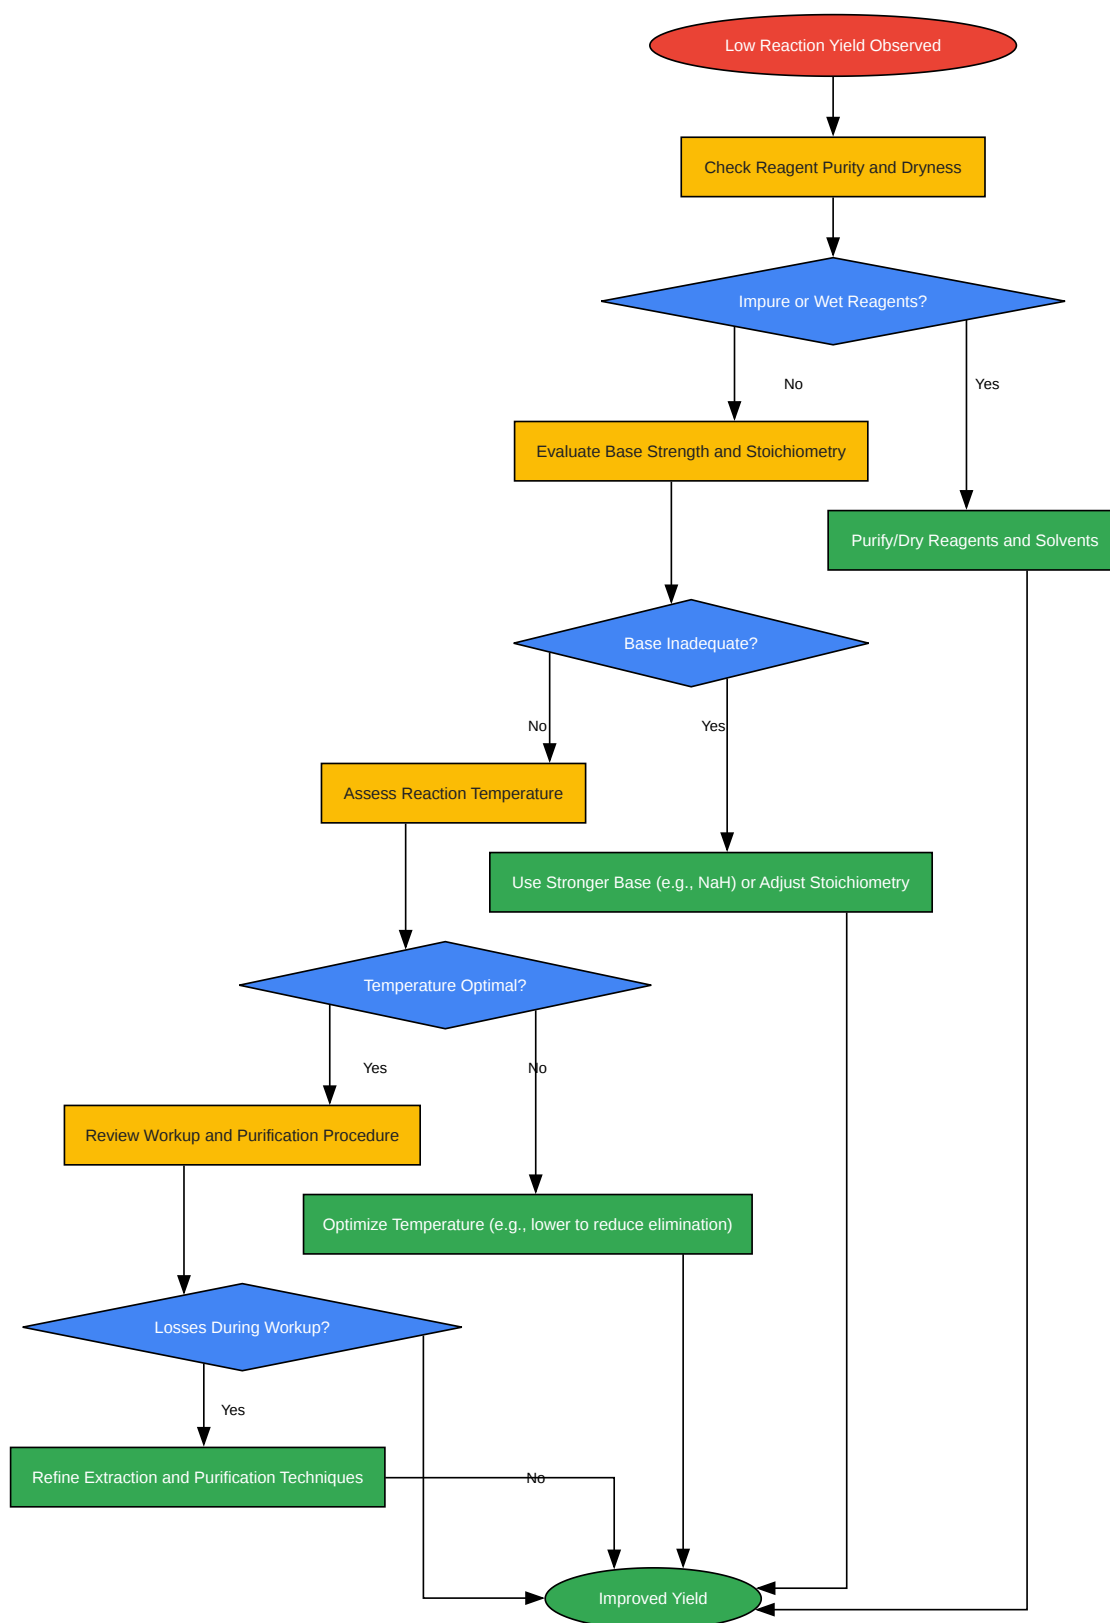 Low Reaction Yield Observed
Check Reagent Purity and Dryness
Impure or Wet Reagents?
No
Yes
Evaluate Base Strength and Stoichiometry
Purify/Dry Reagents and Solvents
Base Inadequate?
No
Yes
Assess Reaction Temperature
Use Stronger Base (e.g., NaH) or Adjust Stoichiometry
Temperature Optimal?
Yes
No
Review Workup and Purification Procedure
Optimize Temperature (e.g., lower to reduce elimination)
Losses During Workup?
Yes
Refine Extraction and Purification Techniques
No
Improved Yield